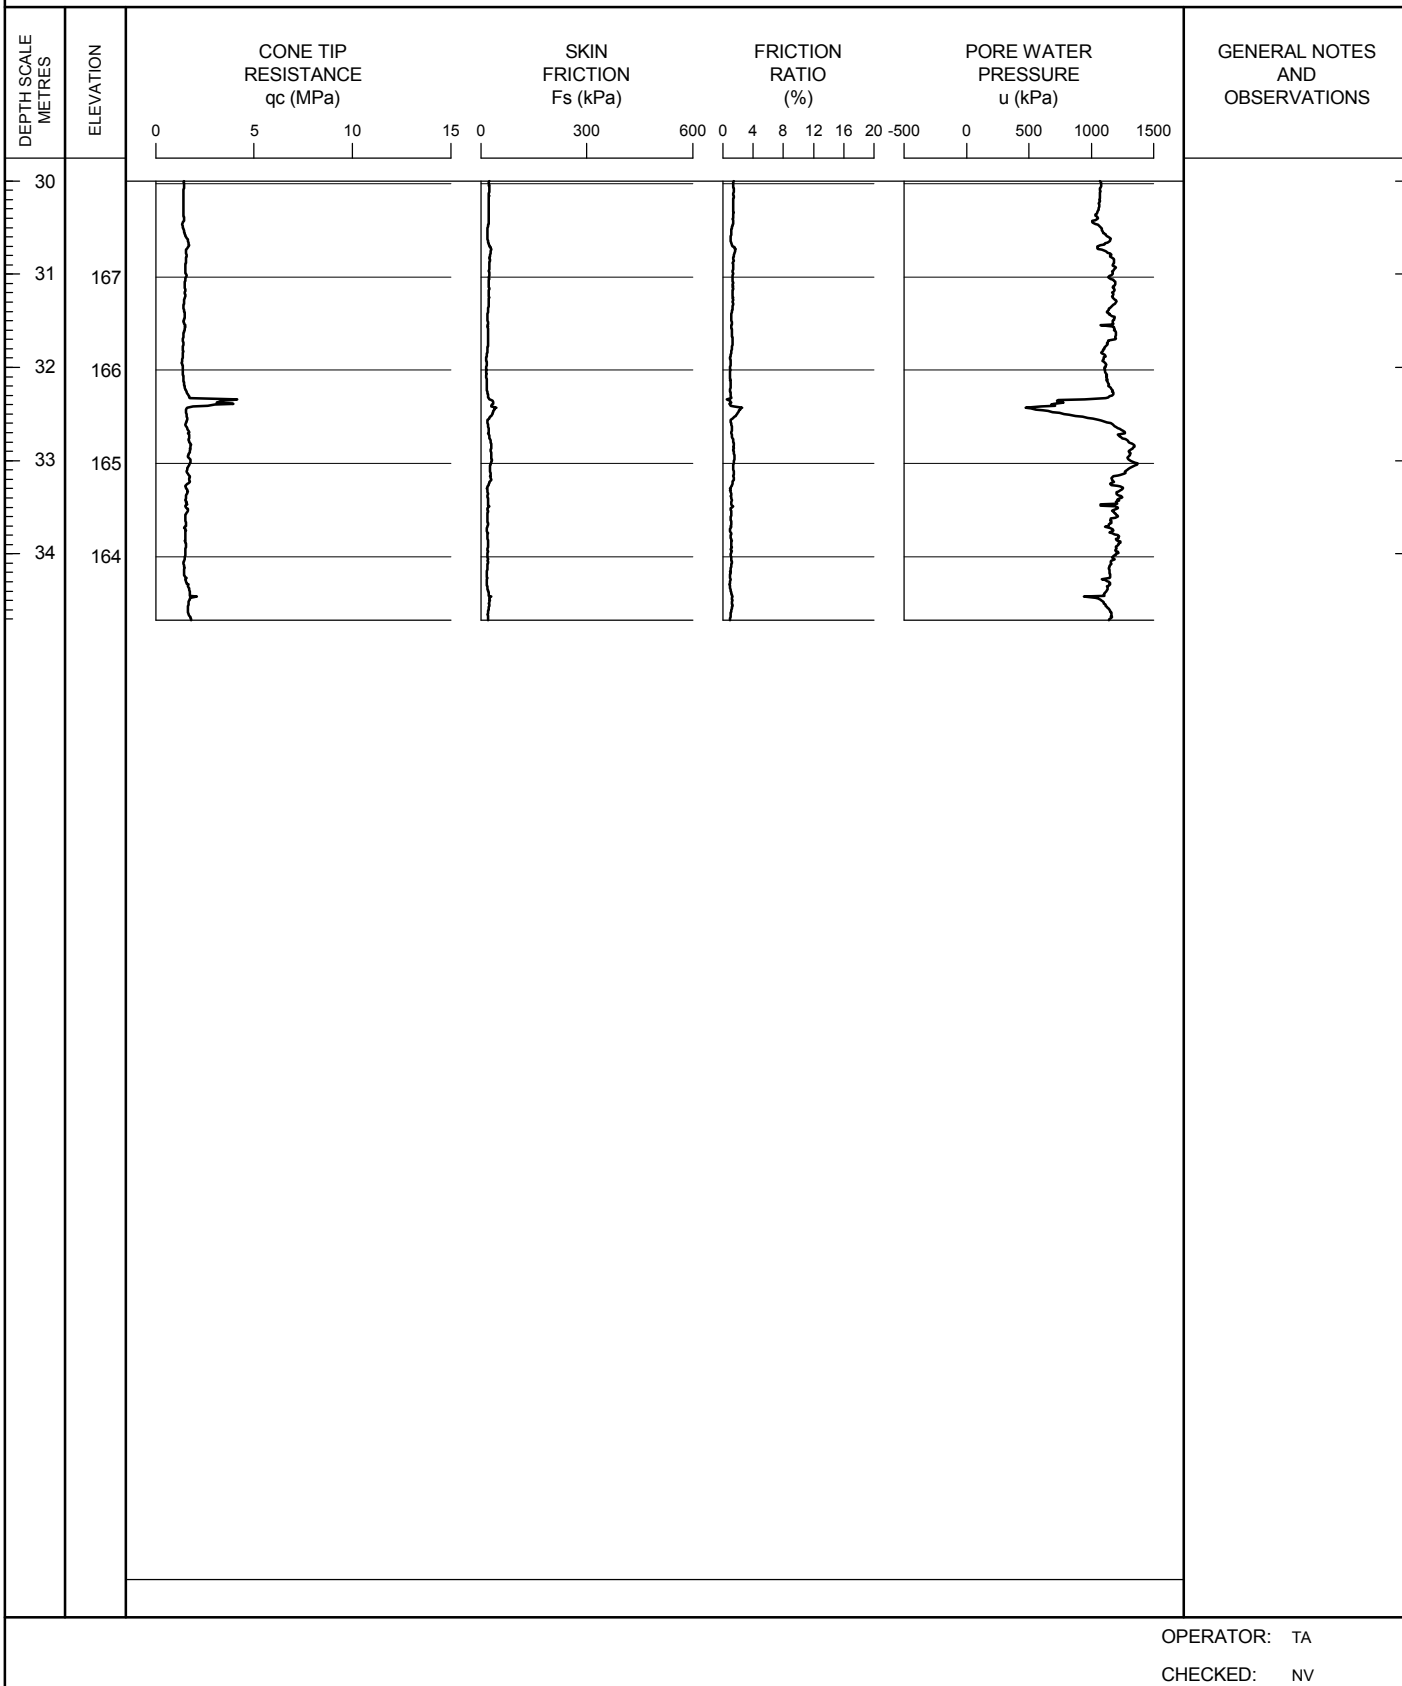 DEPTH SCALE
METRES
ELEVATION
CONE TIP
RESISTANCE
qc (MPa)
SKIN
FRICTION
Fs (kPa)
FRICTION
RATIO
(%)
PORE WATER
PRESSURE
u (kPa)
GENERAL NOTES
AND
OBSERVATIONS
0 5 10 15 0 300 600 0 4 8 12 16 20 -500 0 500 1000 1500
30
31 167
32 166
33 165
34 164
OPERATOR: TA
CHECKED: NV